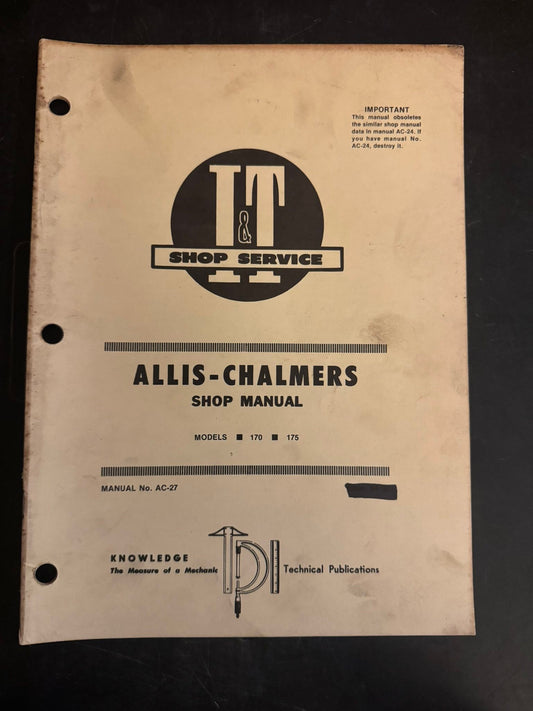 IMPORTANT
This manual obsoletes
the similar shop manual
data in manual AC-24. If
you have manual No.
AC-24, destroy it.
I&T
SHOP SERVICE
ALLIS-CHALMERS
SHOP MANUAL
MODELS ■ 170 ■ 175
MANUAL No. AC-27
KNOWLEDGE
The Measure of a Mechanic
TDI
Technical Publications